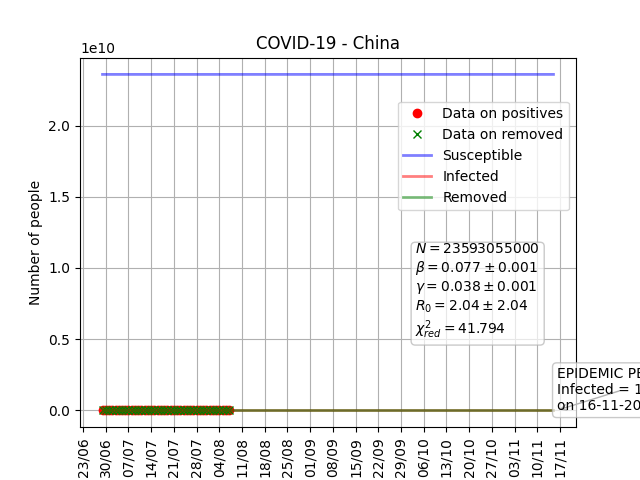 COVID-19 - China
1e10
Number of people
2.0
1.5
1.0
0.5
0.0
Data on positives
Data on removed
Susceptible
Infected
Removed
N = 23593055000
β = 0.077 ± 0.001
γ = 0.038 ± 0.001
R₀ = 2.04 ± 2.04
χ²red = 41.794
EPIDEMIC PE
Infected = 1
on 16-11-20
23/06
30/06
07/07
14/07
21/07
28/07
04/08
11/08
18/08
25/08
01/09
08/09
15/09
22/09
29/09
06/10
13/10
20/10
27/10
03/11
10/11
17/11